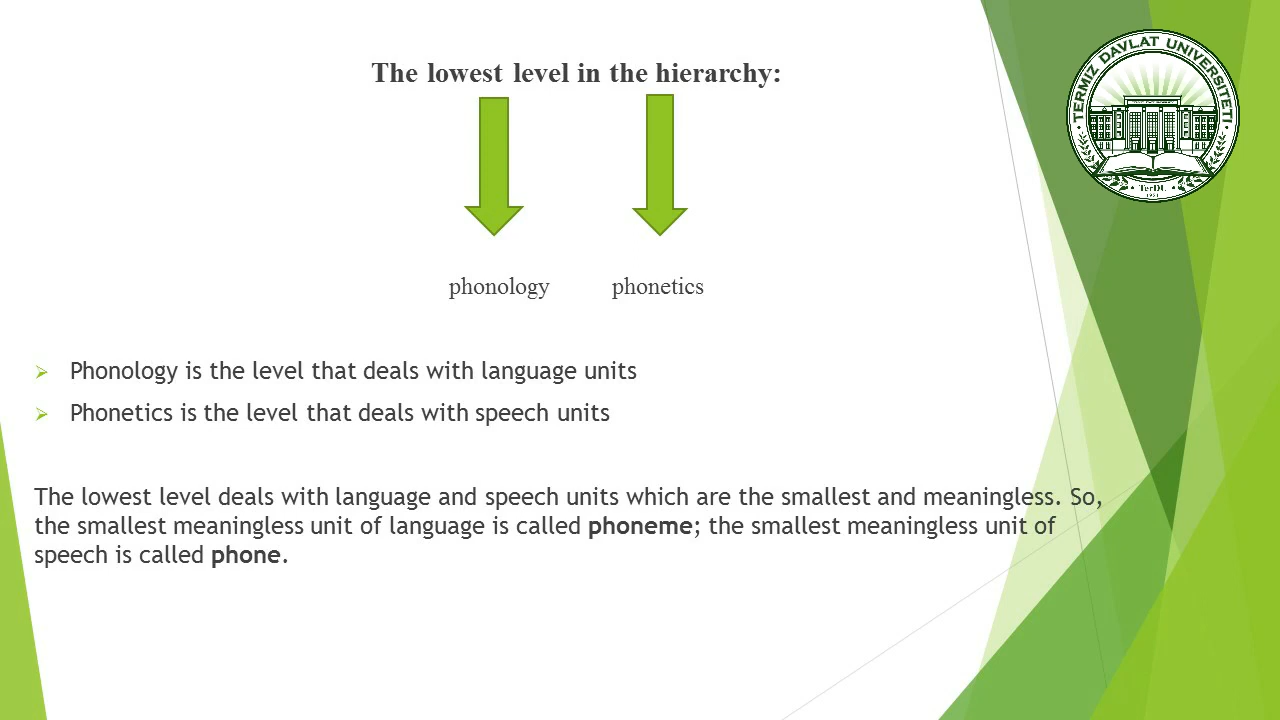 The lowest level in the hierarchy:
TERMIZ DAVLAT UNIVERSITETI
TerDU
1951
phonology phonetics
Phonology is the level that deals with language units
Phonetics is the level that deals with speech units
The lowest level deals with language and speech units which are the smallest and meaningless. So,
the smallest meaningless unit of language is called phoneme; the smallest meaningless unit of
speech is called phone.